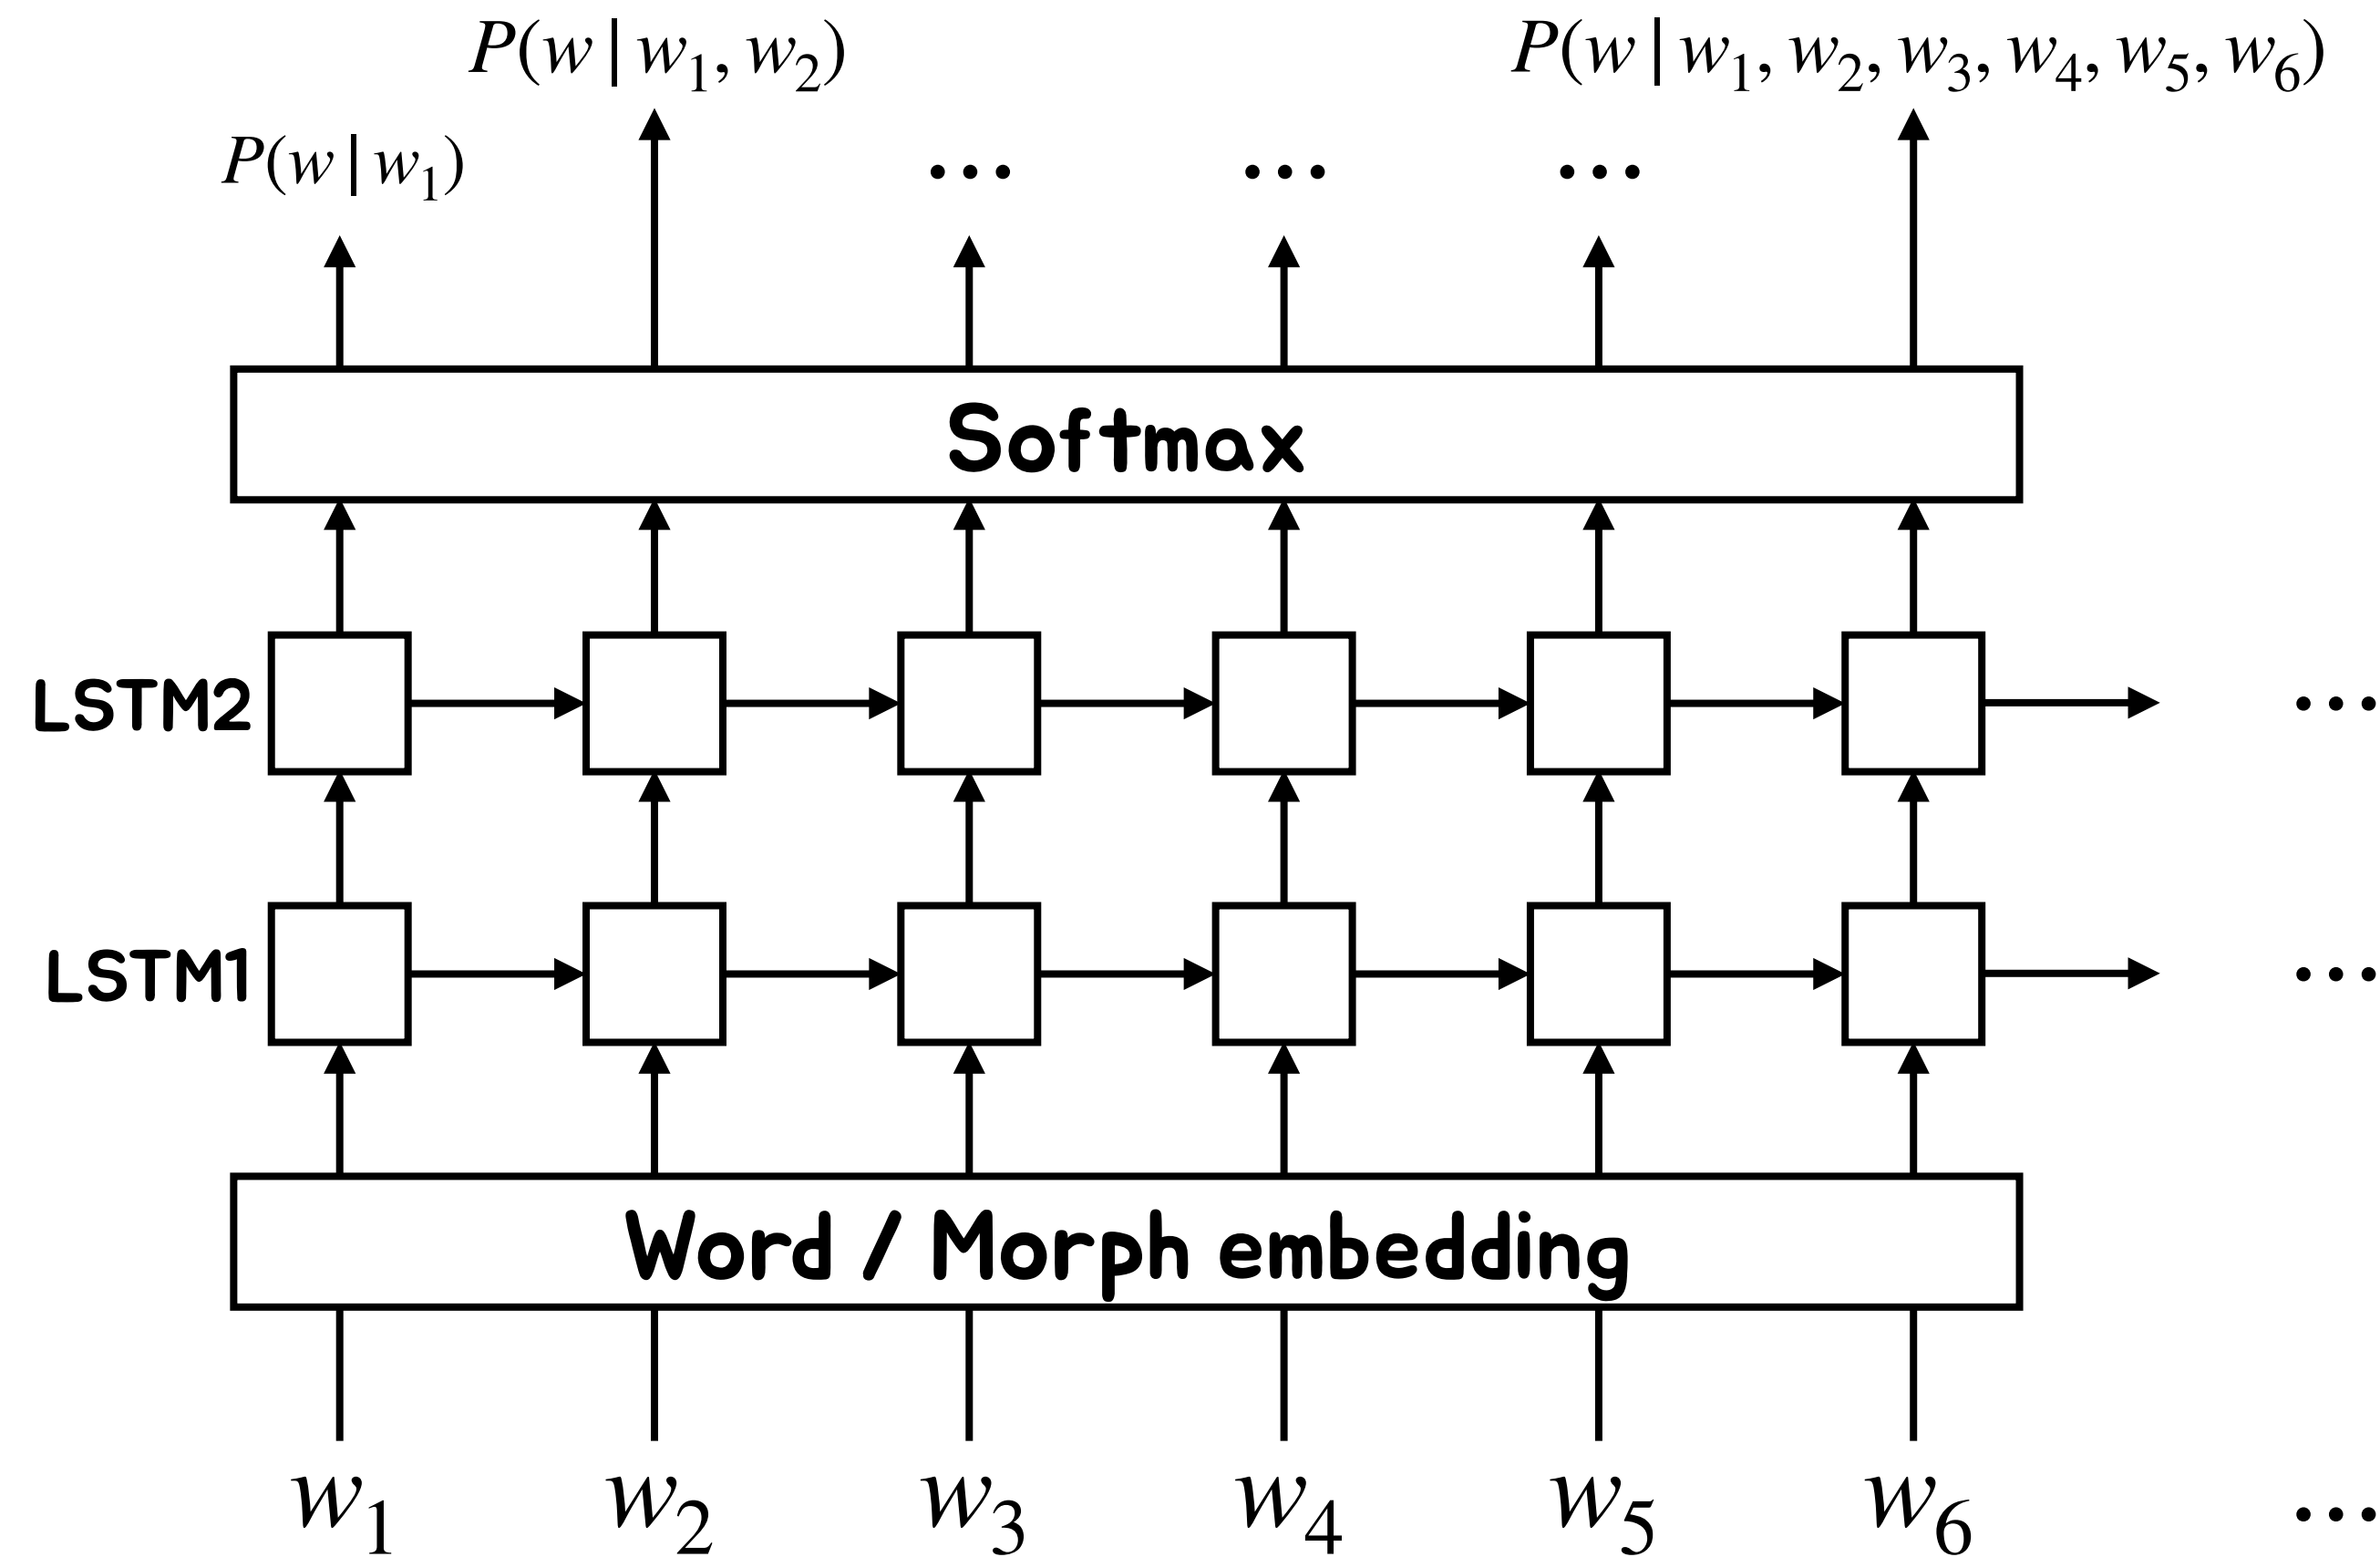 P(w | w1, w2)
P(w | w1, w2, w3, w4, w5, w6)
P(w | w1)
... ... ...
Softmax
LSTM2 ...
LSTM1 ...
Word / Morph embedding
w1 w2 w3 w4 w5 w6 ...